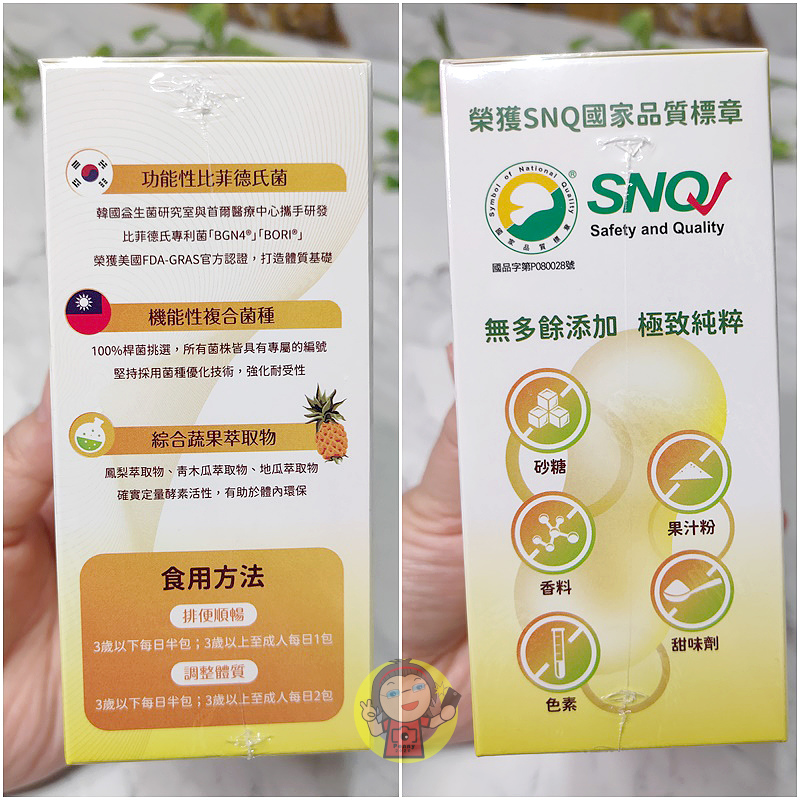 功能性比菲德氏菌
韓國益生菌研究室與首爾醫療中心攜手研發
比菲德氏專利菌「BGN4®」「BORI®」
榮獲美國FDA-GRAS官方認證，打造體質基礎
機能性複合菌種
100%桿菌挑選，所有菌株皆具有專屬的編號
堅持採用菌種優化技術，強化耐受性
綜合蔬果萃取物
鳳梨萃取物、青木瓜萃取物、地瓜萃取物
確實定量酵素活性，有助於體內環保
食用方法
排便順暢
3歲以下每日半包；3歲以上至成人每日1包
調整體質
3歲以下每日半包；3歲以上至成人每日2包
榮獲SNQ國家品質標章
Symbol of National Quality
國家品質標章
®
SNQ
Safety and Quality
國品字第P080028號
無多餘添加 極致純粹
砂糖
果汁粉
香料
甜味劑
色素